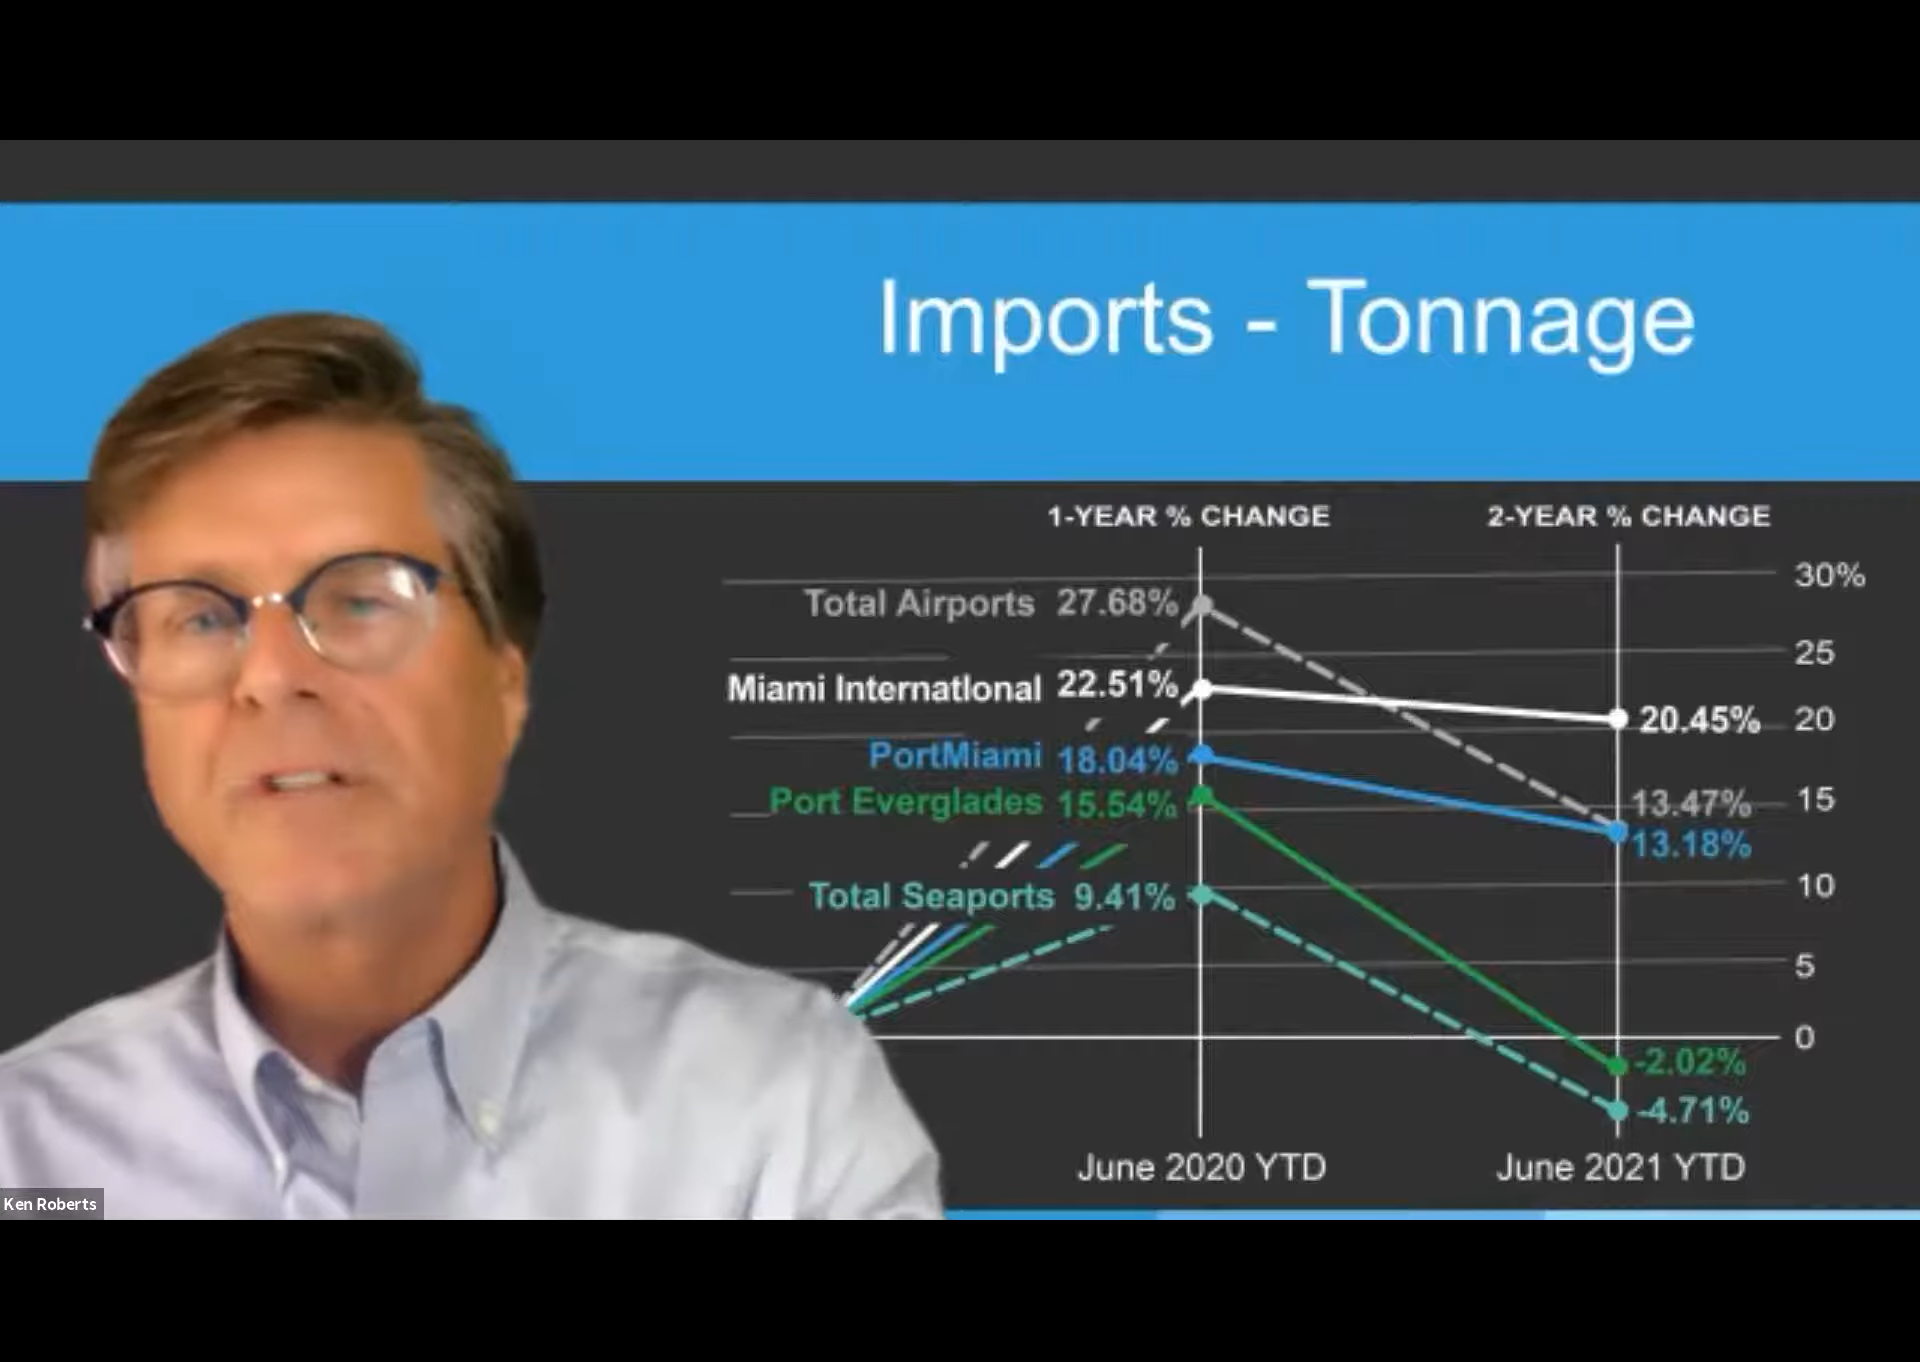 Imports - Tonnage
1-YEAR % CHANGE 2-YEAR % CHANGE
30%
Total Airports 27.68%
25
Miami InternatIonal 22.51%
20.45% 20
PortMiami 18.04%
Port Everglades 15.54%
13.47% 15
13.18%
10
Total Seaports 9.41%
5
0
-2.02%
-4.71%
June 2020 YTD June 2021 YTD
Ken Roberts